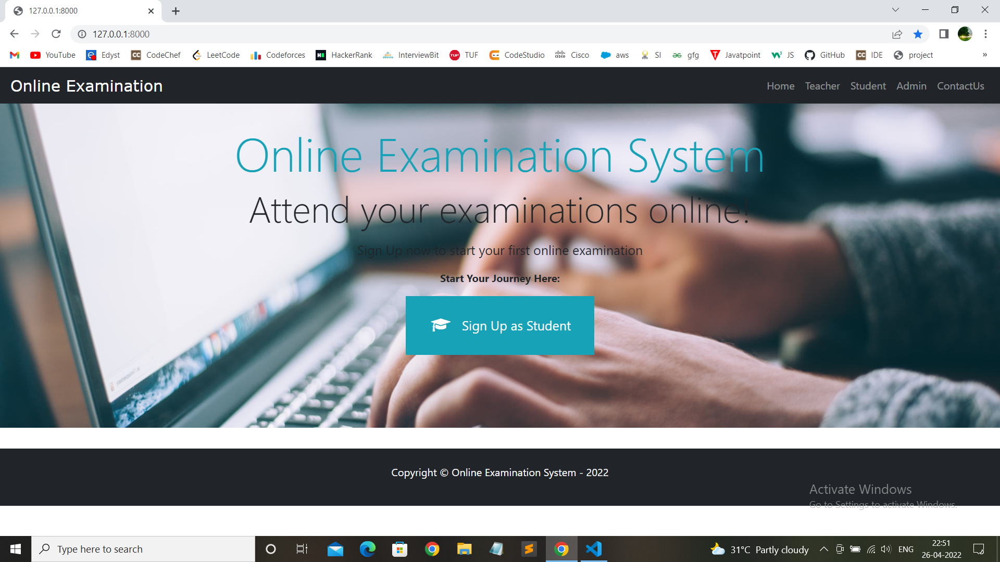 127.0.0.1:8000
127.0.0.1:8000
YouTube Edyst CodeChef LeetCode Codeforces HackerRank InterviewBit TUF CodeStudio Cisco aws SI gfg Javatpoint JS GitHub IDE project »
Online Examination Home Teacher Student Admin ContactUs
Online Examination System
Attend your examinations online!
Sign Up now to start your first online examination
Start Your Journey Here:
Sign Up as Student
Copyright © Online Examination System - 2022
Activate Windows
Go to Settings to activate Windows.
Type here to search 31°C Partly cloudy ENG 22:51
26-04-2022